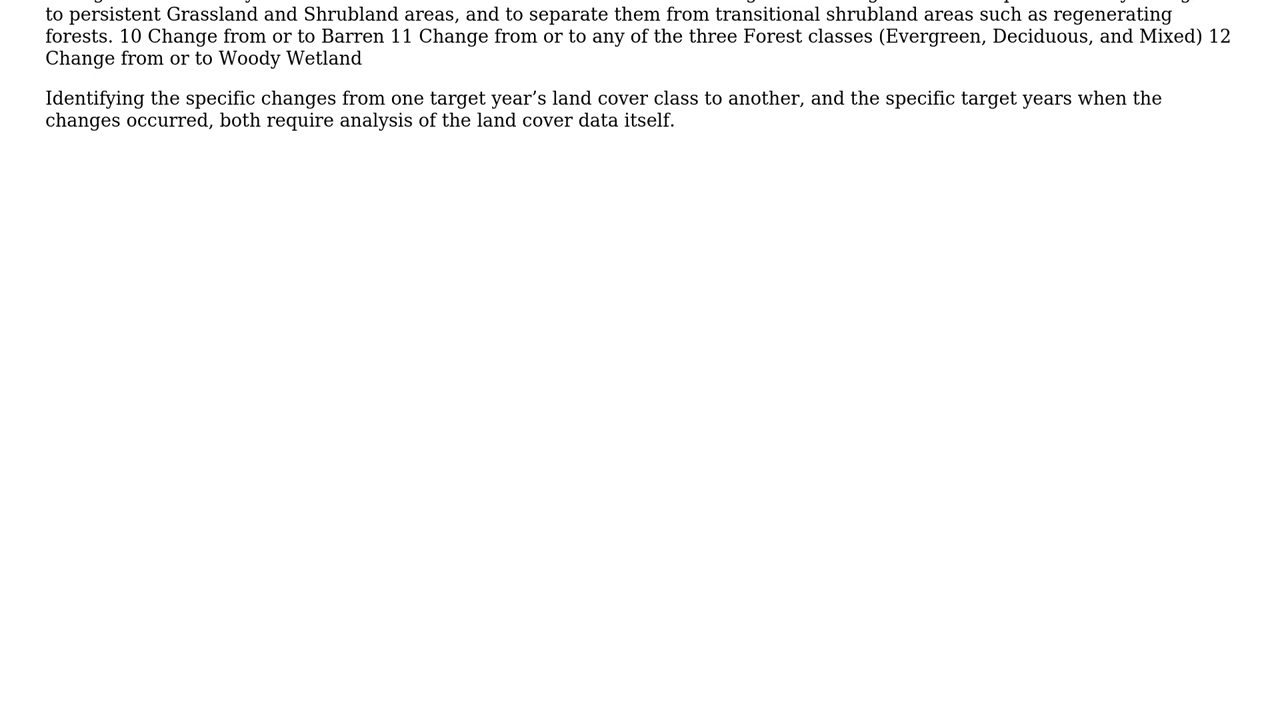 to persistent Grassland and Shrubland areas, and to separate them from transitional shrubland areas such as regenerating
forests. 10 Change from or to Barren 11 Change from or to any of the three Forest classes (Evergreen, Deciduous, and Mixed) 12
Change from or to Woody Wetland
Identifying the specific changes from one target year’s land cover class to another, and the specific target years when the
changes occurred, both require analysis of the land cover data itself.